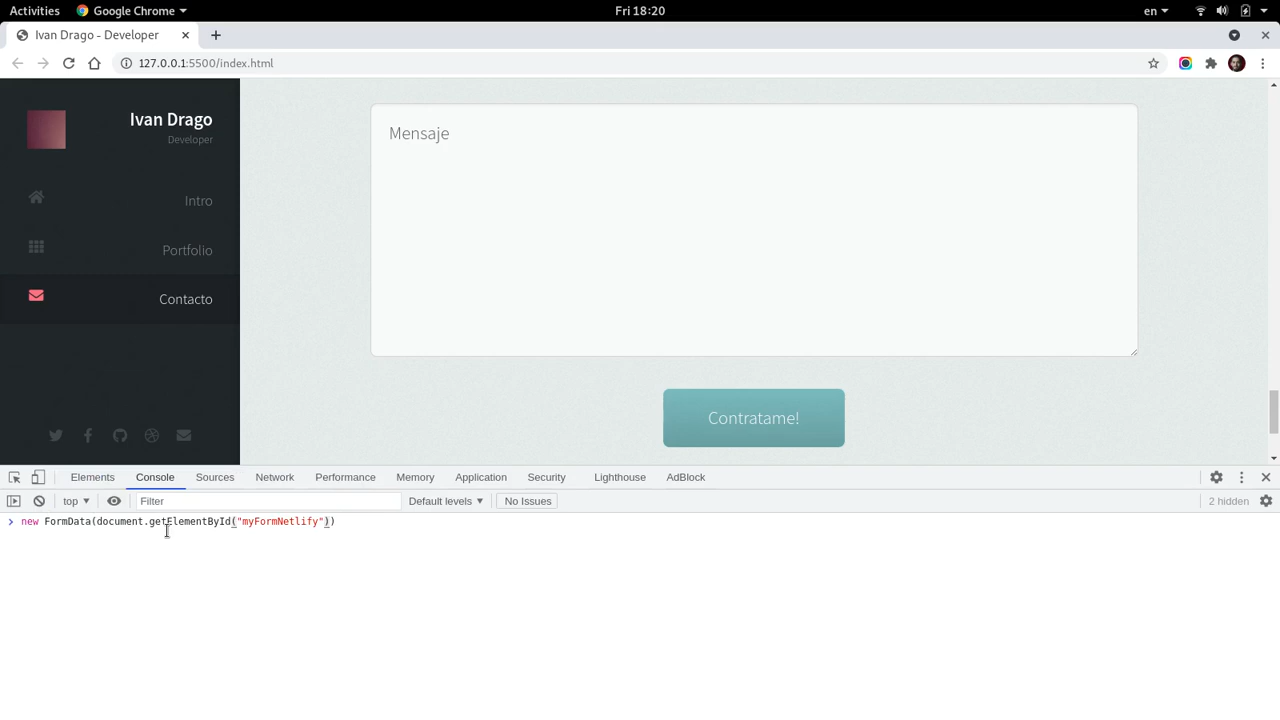 Activities Google Chrome Fri 18:20 en
Ivan Drago - Developer
127.0.0.1:5500/index.html
Ivan Drago
Developer
Intro
Portfolio
Contacto
Mensaje
Contratame!
Elements Console Sources Network Performance Memory Application Security Lighthouse AdBlock
top Filter Default levels No Issues 2 hidden
new FormData(document.getElementById("myFormNetlify"))